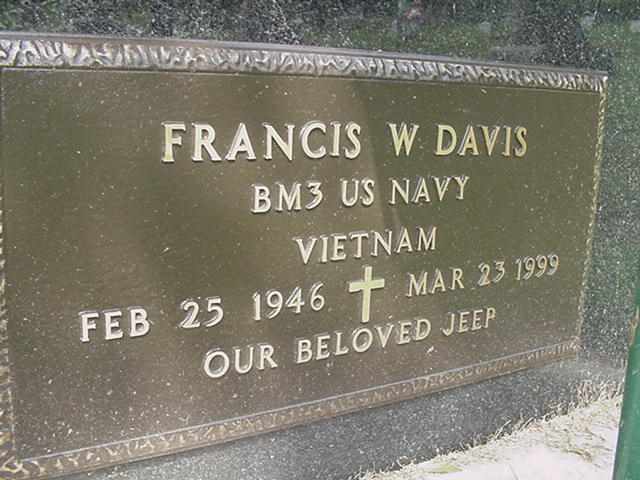 FRANCIS W DAVIS
BM3 US NAVY
VIETNAM
FEB 25 1946 MAR 23 1999
OUR BELOVED JEEP